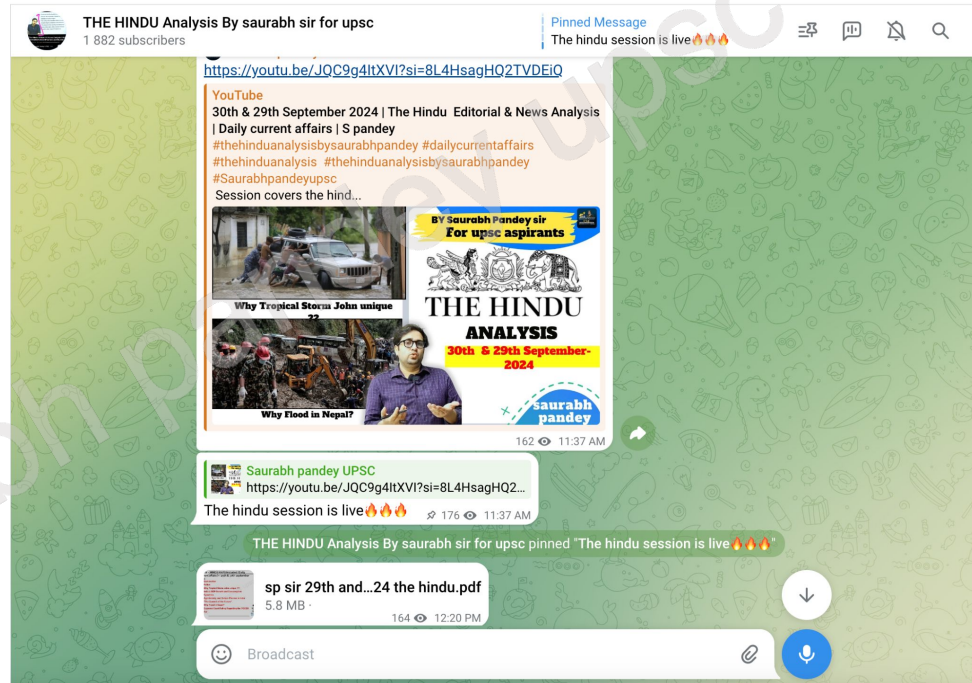 THE HINDU Analysis By saurabh sir for upsc
1 882 subscribers
Pinned Message
The hindu session is live🔥🔥🔥
https://youtu.be/JQC9g4ItXVI?si=8L4HsagHQ2TVDEiQ
YouTube
30th & 29th September 2024 | The Hindu Editorial & News Analysis
| Daily current affairs | S pandey
#thehinduanalysisbysaurabhpandey #dailycurrentaffairs
#thehinduanalysis #thehinduanalysisbysaurabhpandey
#Saurabhpandeyupsc
Session covers the hind...
Why Tropical Storm John unique
??
Why Flood in Nepal?
BY Saurabh Pandey sir
For upsc aspirants
THE HINDU
ANALYSIS
30th & 29th September-
2024
saurabh
pandey
162 11:37 AM
Saurabh pandey UPSC
https://youtu.be/JQC9g4ItXVI?si=8L4HsagHQ2...
The hindu session is live🔥🔥🔥
176 11:37 AM
THE HINDU Analysis By saurabh sir for upsc pinned "The hindu session is live🔥🔥🔥"
sp sir 29th and...24 the hindu.pdf
5.8 MB ·
164 12:20 PM
Broadcast